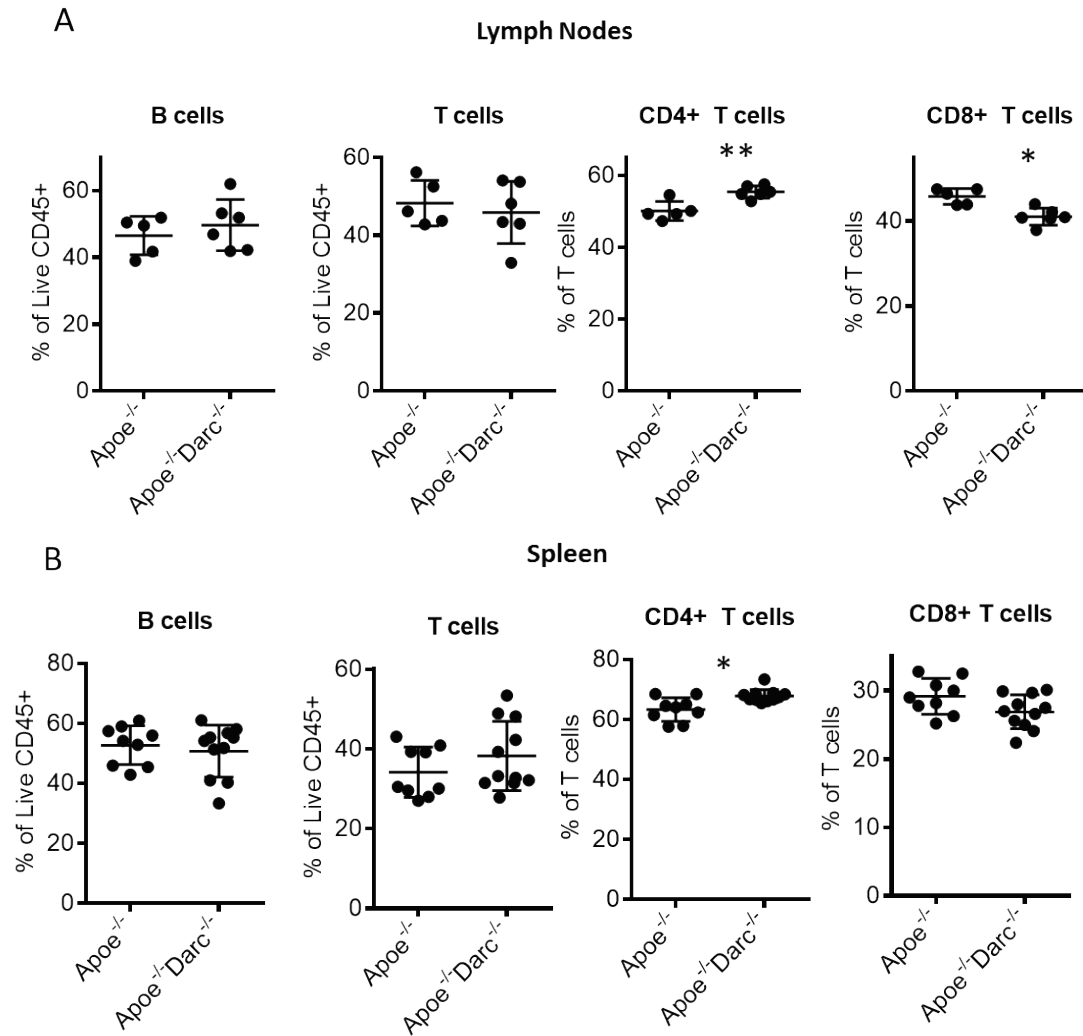 A
Lymph Nodes
B cells
T cells
CD4+ T cells
CD8+ T cells
**
*
% of Live CD45+
60
40
20
0
Apoe-/-
Apoe-/-Darc-/-
% of Live CD45+
60
40
20
0
Apoe-/-
Apoe-/-Darc-/-
% of T cells
60
40
20
0
Apoe-/-
Apoe-/-Darc-/-
% of T cells
40
20
0
Apoe-/-
Apoe-/-Darc-/-
B
Spleen
B cells
T cells
CD4+ T cells
CD8+ T cells
*
% of Live CD45+
80
60
40
20
0
Apoe-/-
Apoe-/-Darc-/-
% of Live CD45+
60
40
20
0
Apoe-/-
Apoe-/-Darc-/-
% of T cells
80
60
40
20
0
Apoe-/-
Apoe-/-Darc-/-
% of T cells
30
20
10
0
Apoe-/-
Apoe-/-Darc-/-